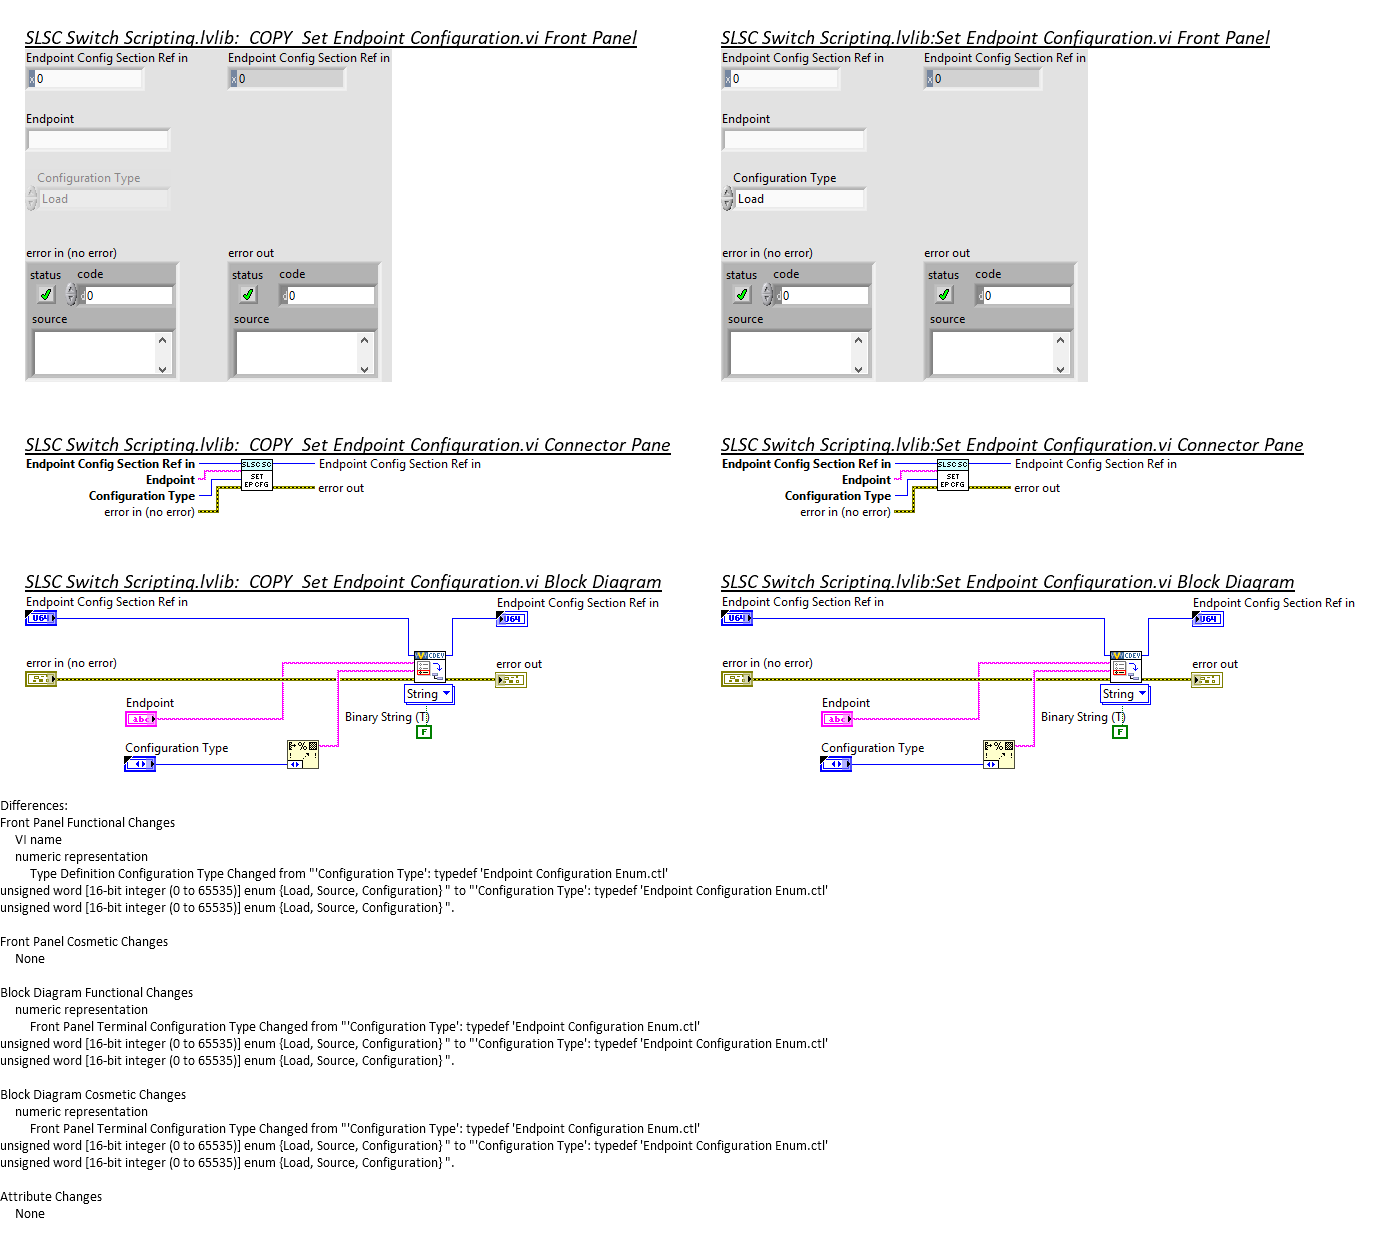 SLSC Switch Scripting.lvlib:  COPY  Set Endpoint Configuration.vi Front Panel
Endpoint Config Section Ref in
Endpoint Config Section Ref in
x 0
x 0
Endpoint
Configuration Type
Load
error in (no error)
error out
status
code
status
code
d 0
d 0
source
source
SLSC Switch Scripting.lvlib:Set Endpoint Configuration.vi Front Panel
Endpoint Config Section Ref in
Endpoint Config Section Ref in
x 0
x 0
Endpoint
Configuration Type
Load
error in (no error)
error out
status
code
status
code
d 0
d 0
source
source
SLSC Switch Scripting.lvlib:  COPY  Set Endpoint Configuration.vi Connector Pane
Endpoint Config Section Ref in
SLSC SC
Endpoint Config Section Ref in
Endpoint
SET
EP CFG
error out
Configuration Type
error in (no error)
SLSC Switch Scripting.lvlib:Set Endpoint Configuration.vi Connector Pane
Endpoint Config Section Ref in
SLSC SC
Endpoint Config Section Ref in
Endpoint
SET
EP CFG
error out
Configuration Type
error in (no error)
SLSC Switch Scripting.lvlib:  COPY  Set Endpoint Configuration.vi Block Diagram
Endpoint Config Section Ref in
Endpoint Config Section Ref in
U64
U64
CDEV
error in (no error)
error out
String
Endpoint
abc
Binary String (T)
F
Configuration Type
%
SLSC Switch Scripting.lvlib:Set Endpoint Configuration.vi Block Diagram
Endpoint Config Section Ref in
Endpoint Config Section Ref in
U64
U64
CDEV
error in (no error)
error out
String
Endpoint
abc
Binary String (T)
F
Configuration Type
%
Differences:
Front Panel Functional Changes
VI name
numeric representation
Type Definition Configuration Type Changed from "'Configuration Type': typedef 'Endpoint Configuration Enum.ctl'
unsigned word [16-bit integer (0 to 65535)] enum {Load, Source, Configuration} " to "'Configuration Type': typedef 'Endpoint Configuration Enum.ctl'
unsigned word [16-bit integer (0 to 65535)] enum {Load, Source, Configuration} ".
Front Panel Cosmetic Changes
None
Block Diagram Functional Changes
numeric representation
Front Panel Terminal Configuration Type Changed from "'Configuration Type': typedef 'Endpoint Configuration Enum.ctl'
unsigned word [16-bit integer (0 to 65535)] enum {Load, Source, Configuration} " to "'Configuration Type': typedef 'Endpoint Configuration Enum.ctl'
unsigned word [16-bit integer (0 to 65535)] enum {Load, Source, Configuration} ".
Block Diagram Cosmetic Changes
numeric representation
Front Panel Terminal Configuration Type Changed from "'Configuration Type': typedef 'Endpoint Configuration Enum.ctl'
unsigned word [16-bit integer (0 to 65535)] enum {Load, Source, Configuration} " to "'Configuration Type': typedef 'Endpoint Configuration Enum.ctl'
unsigned word [16-bit integer (0 to 65535)] enum {Load, Source, Configuration} ".
Attribute Changes
None